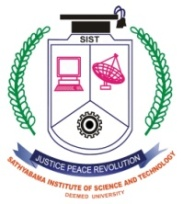 SIST
JUSTICE PEACE REVOLUTION
SATHYABAMA INSTITUTE OF SCIENCE AND TECHNOLOGY
DEEMED UNIVERSITY